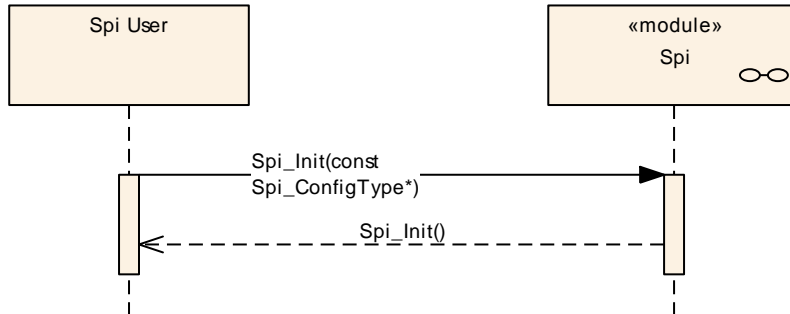 Spi User
«module»
Spi
Spi_Init(const
Spi_ConfigType*)
Spi_Init()